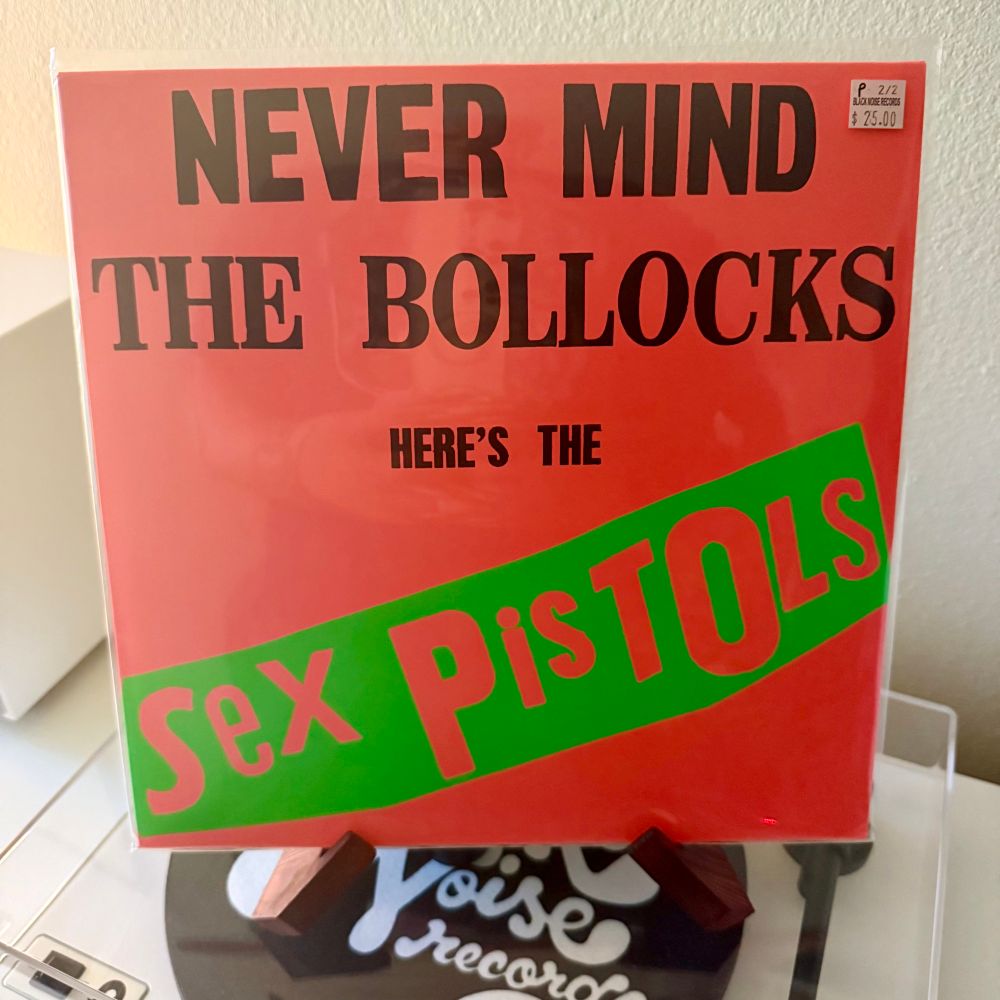 NEVER MIND
THE BOLLOCKS
HERE'S THE
SEX PISTOLS
P 2/2
BLACK NOISE RECORDS
$ 25.00
Noise
records